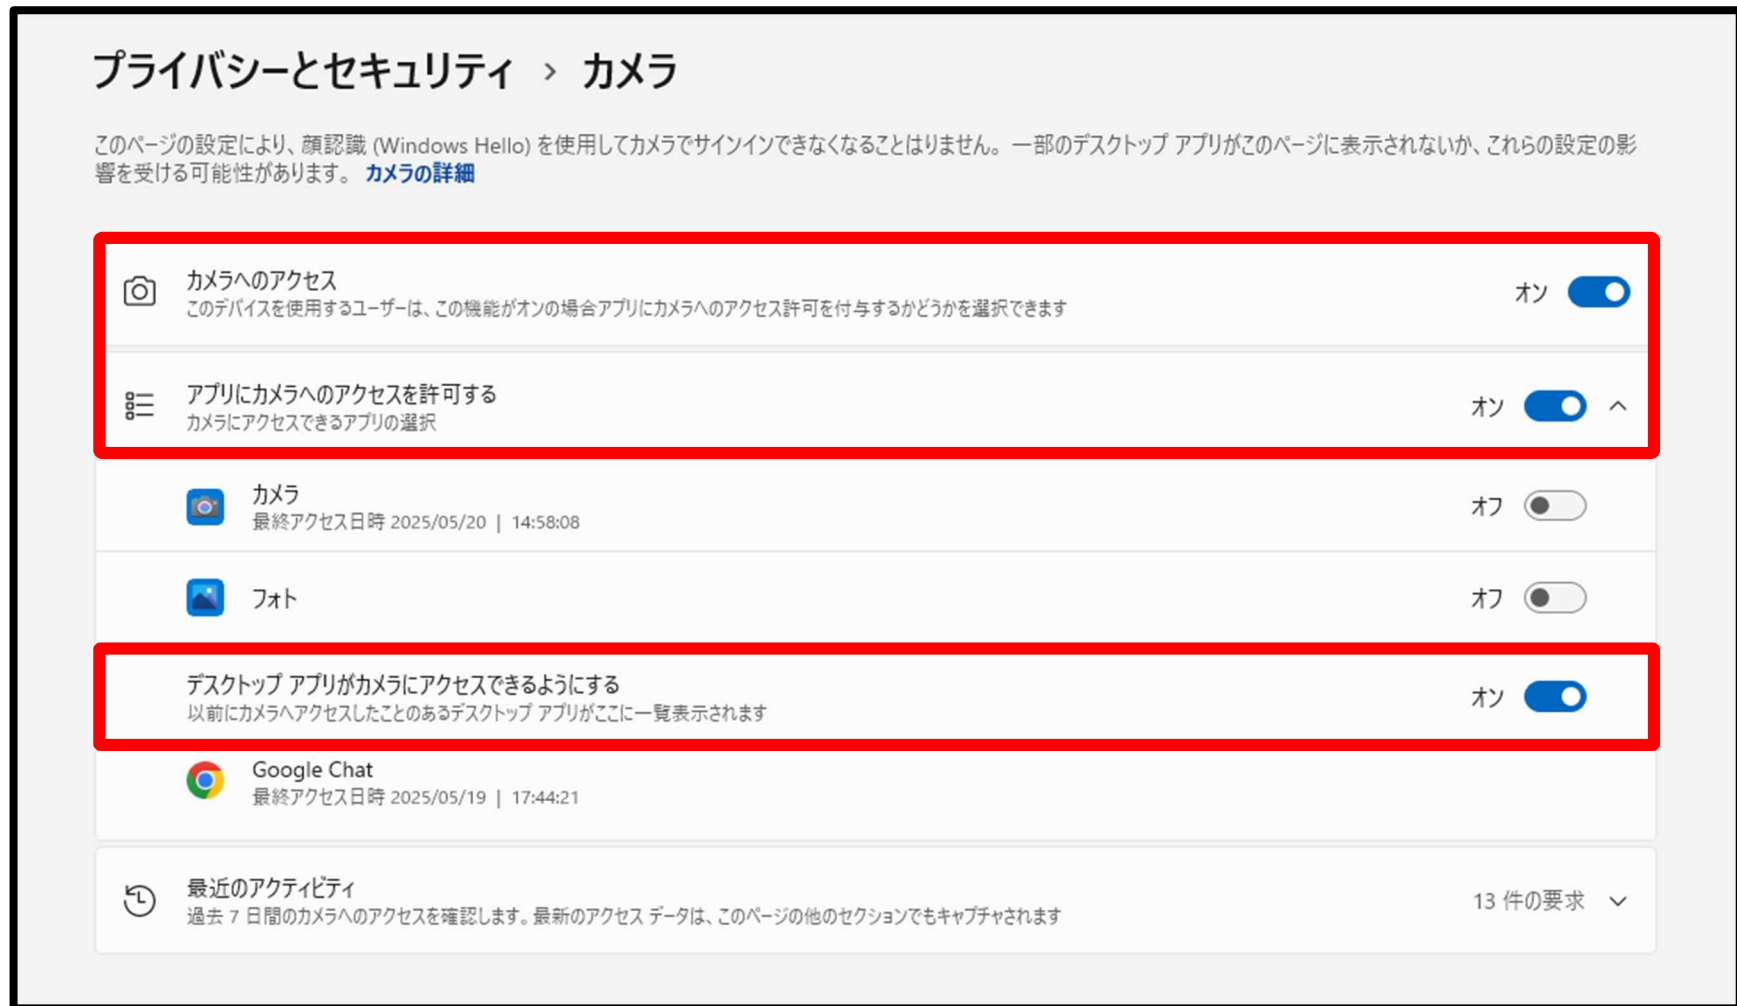 プライバシーとセキュリティ › カメラ
このページの設定により、顔認識 (Windows Hello) を使用してカメラでサインインできなくなることはりません。一部のデスクトップ アプリがこのページに表示されないか、これらの設定の影
響を受ける可能性があります。 カメラの詳細
カメラへのアクセス
このデバイスを使用するユーザーは、この機能がオンの場合アプリにカメラへのアクセス許可を付与するかどうかを選択できます
オン
アプリにカメラへのアクセスを許可する
カメラにアクセスできるアプリの選択
オン
カメラ
最終アクセス日時 2025/05/20 | 14:58:08
オフ
フォト
オフ
デスクトップ アプリがカメラにアクセスできるようにする
以前にカメラへアクセスしたことのあるデスクトップ アプリがここに一覧表示されます
オン
Google Chat
最終アクセス日時 2025/05/19 | 17:44:21
最近のアクティビティ
過去 7 日間のカメラへのアクセスを確認します。最新のアクセス データは、このページの他のセクションでもキャプチャされます
13 件の要求